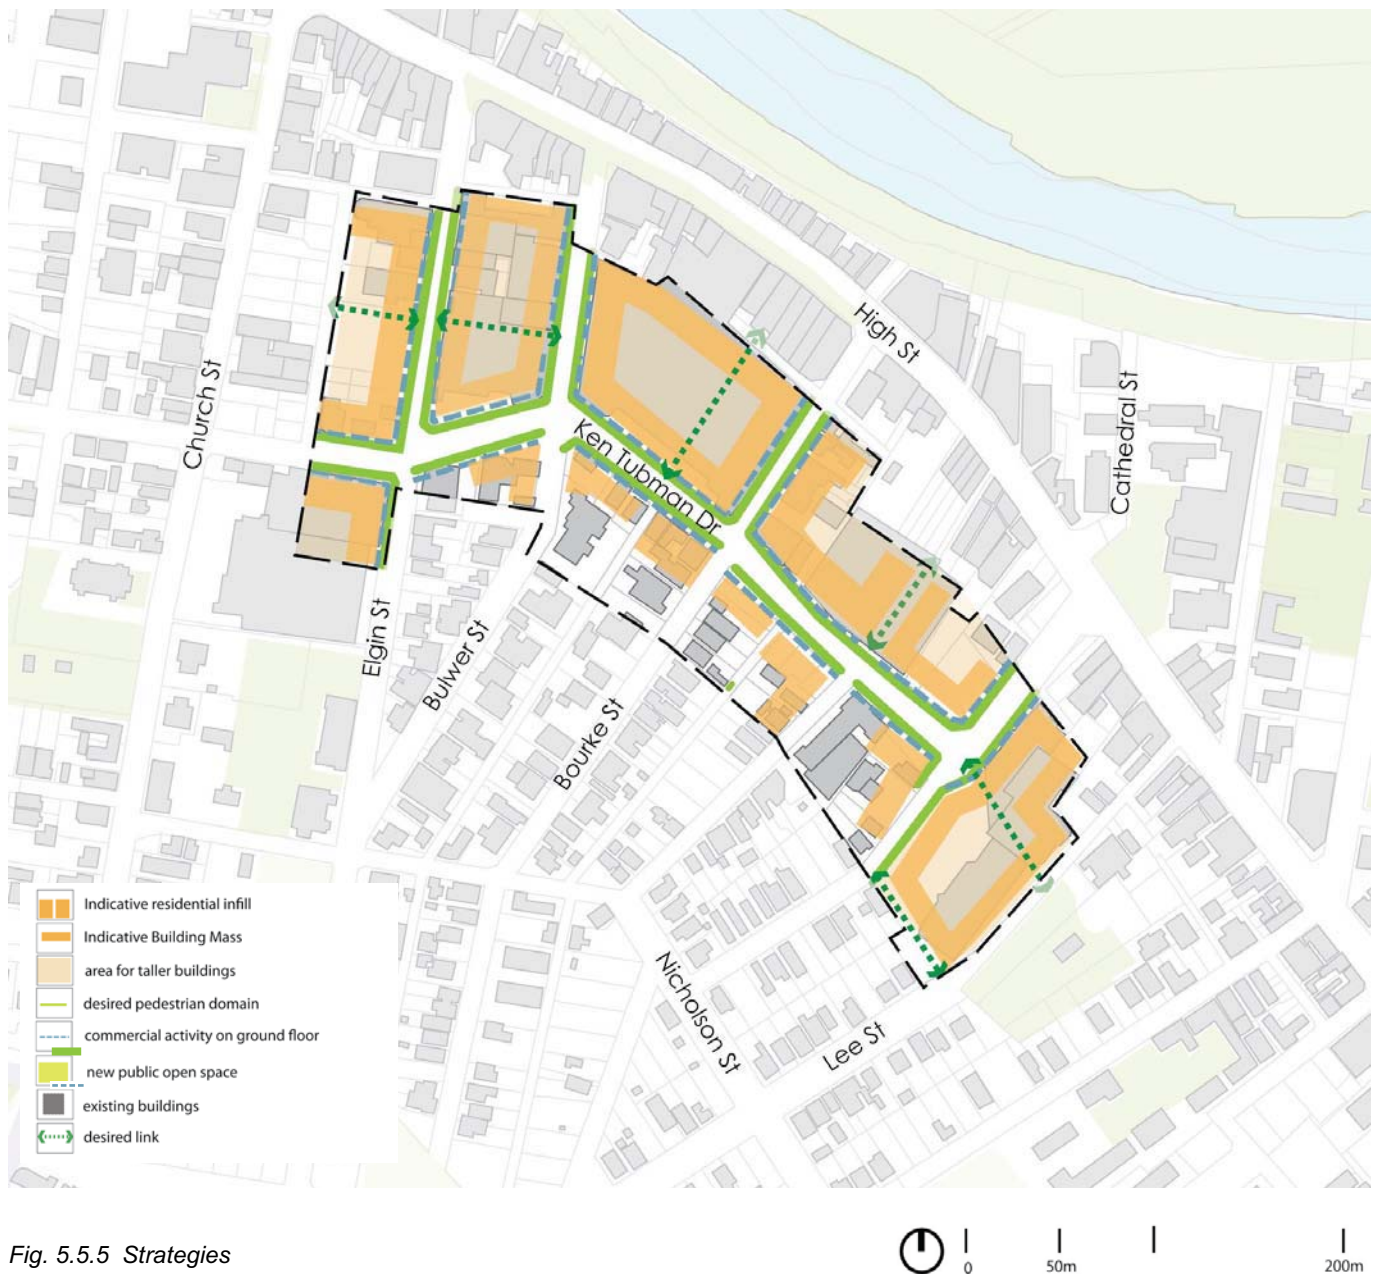 High St
Cathedral St
Church St
Ken Tubman Dr
Elgin St
Bulwer St
Bourke St
Nicholson St
Lee St
Indicative residential infill
Indicative Building Mass
area for taller buildings
desired pedestrian domain
commercial activity on ground floor
new public open space
existing buildings
desired link
Fig. 5.5.5 Strategies
0
50m
200m